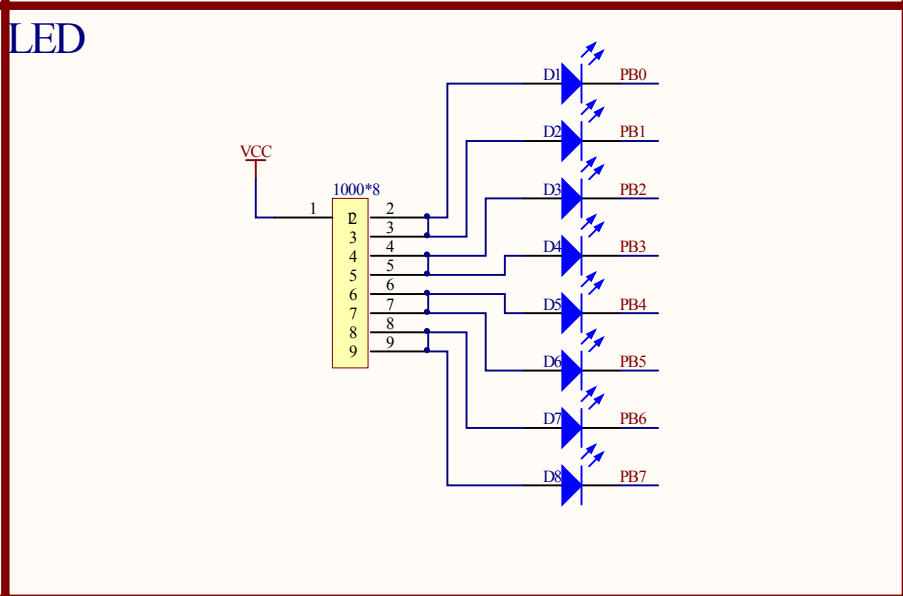 LED
D1 PB0
D2 PB1
VCC
1000*8
D3 PB2
1 2 2
3 3
D4 PB3
4 4
5 5
6 6
D5 PB4
7 7
8 8
9 9
D6 PB5
D7 PB6
D8 PB7